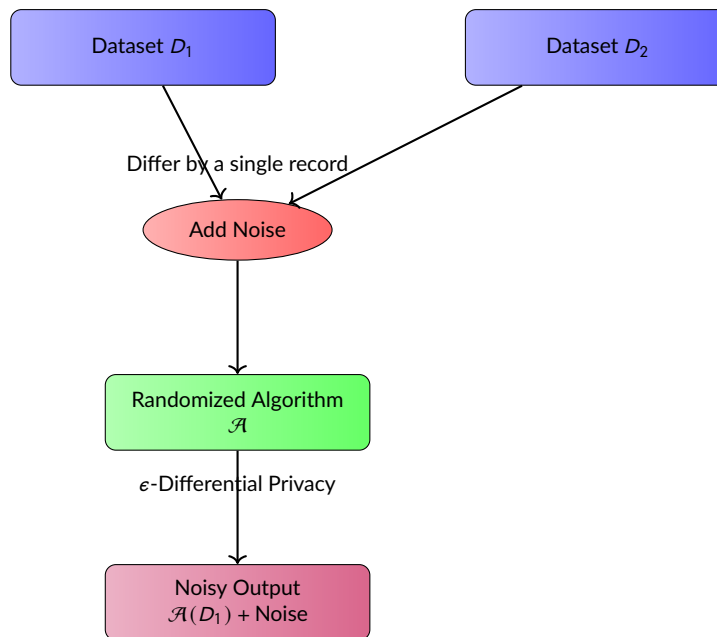 Dataset D₁
Dataset D₂
Differ by a single record
Add Noise
Randomized Algorithm
𝒜
ϵ-Differential Privacy
Noisy Output
𝒜(D₁) + Noise